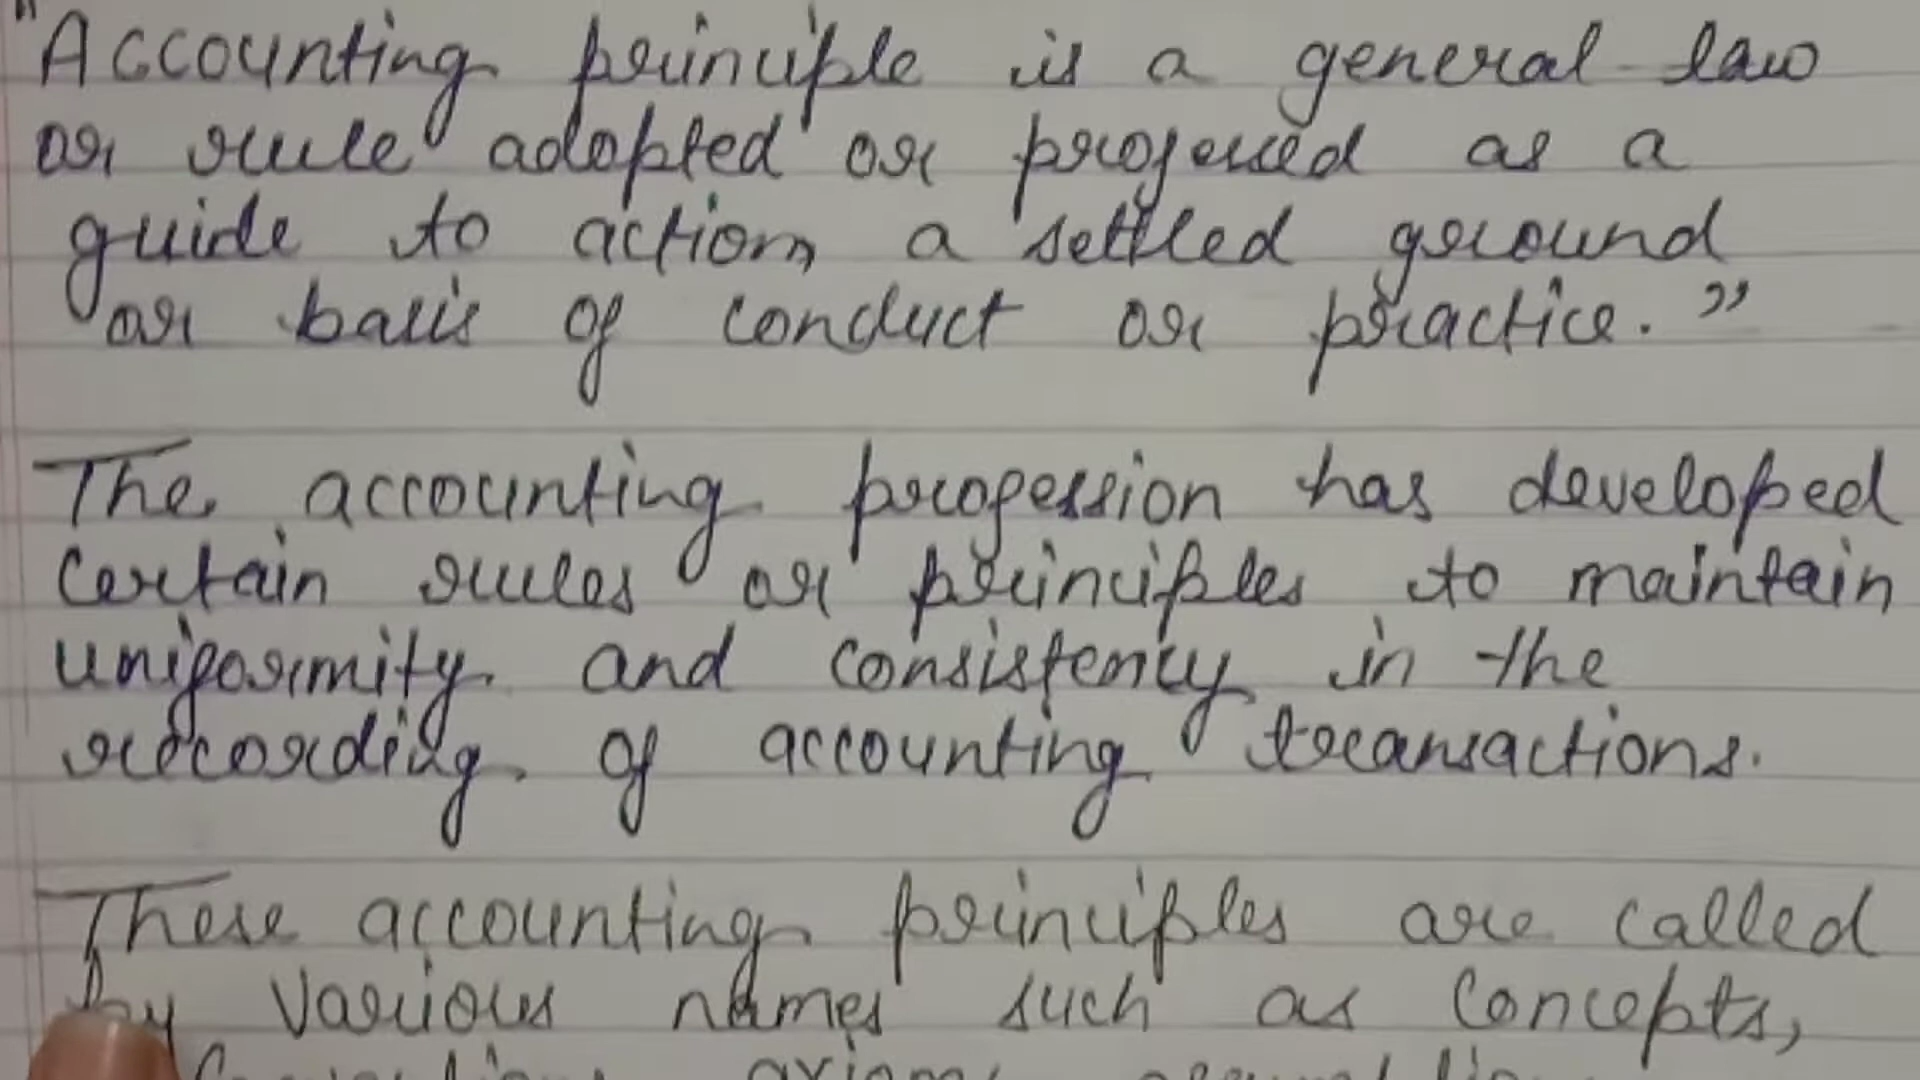 "Accounting principle is a general law
or rule adopted or professed as a
guide to action, a settled ground
or basis of conduct or practice."
The accounting profession has developed
certain rules or principles to maintain
uniformity and consistency in the
recording of accounting transactions.
These accounting principles are called
by various names such as concepts,